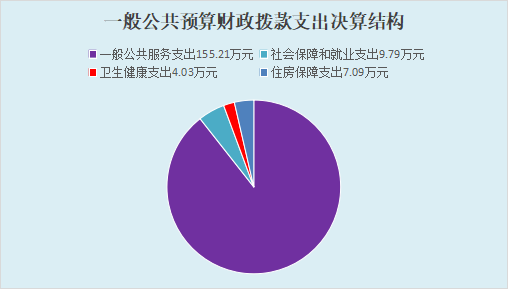 一般公共预算财政拨款支出决算结构
一般公共服务支出155.21万元 社会保障和就业支出9.79万元
卫生健康支出4.03万元 住房保障支出7.09万元